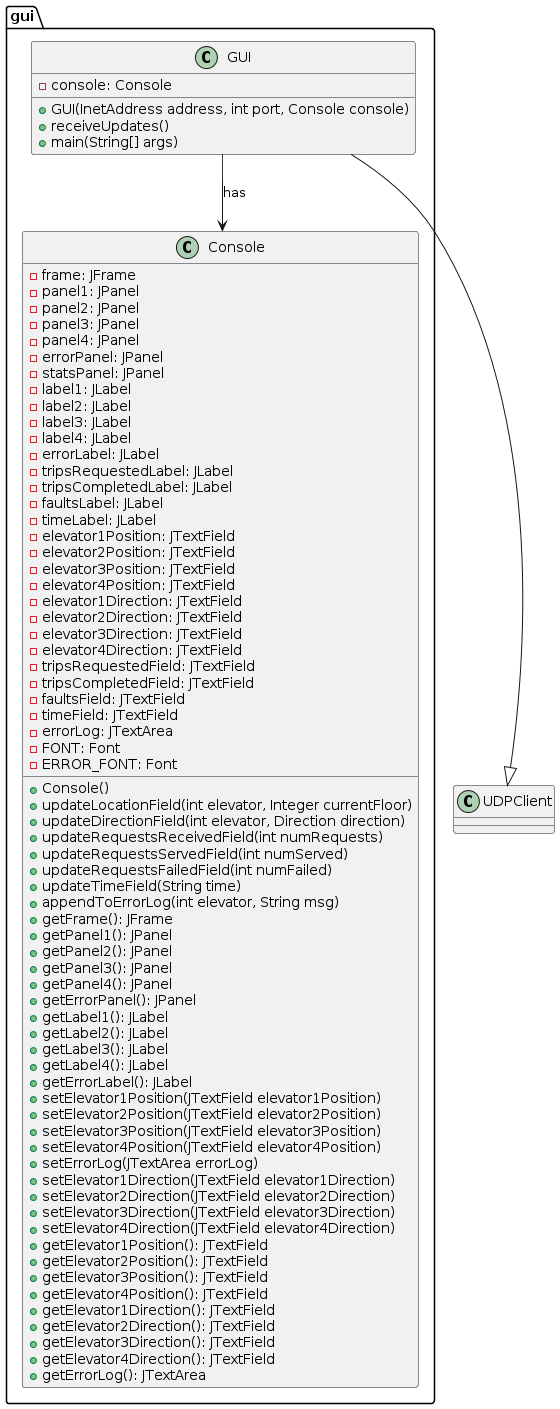 gui
C GUI
console: Console
GUI(InetAddress address, int port, Console console)
receiveUpdates()
main(String[] args)
has
C Console
frame: JFrame
panel1: JPanel
panel2: JPanel
panel3: JPanel
panel4: JPanel
errorPanel: JPanel
statsPanel: JPanel
label1: JLabel
label2: JLabel
label3: JLabel
label4: JLabel
errorLabel: JLabel
tripsRequestedLabel: JLabel
tripsCompletedLabel: JLabel
faultsLabel: JLabel
timeLabel: JLabel
elevator1Position: JTextField
elevator2Position: JTextField
elevator3Position: JTextField
elevator4Position: JTextField
elevator1Direction: JTextField
elevator2Direction: JTextField
elevator3Direction: JTextField
elevator4Direction: JTextField
tripsRequestedField: JTextField
tripsCompletedField: JTextField
faultsField: JTextField
timeField: JTextField
errorLog: JTextArea
FONT: Font
ERROR_FONT: Font
Console()
updateLocationField(int elevator, Integer currentFloor)
updateDirectionField(int elevator, Direction direction)
updateRequestsReceivedField(int numRequests)
updateRequestsServedField(int numServed)
updateRequestsFailedField(int numFailed)
updateTimeField(String time)
appendToErrorLog(int elevator, String msg)
getFrame(): JFrame
getPanel1(): JPanel
getPanel2(): JPanel
getPanel3(): JPanel
getPanel4(): JPanel
getErrorPanel(): JPanel
getLabel1(): JLabel
getLabel2(): JLabel
getLabel3(): JLabel
getLabel4(): JLabel
getErrorLabel(): JLabel
setElevator1Position(JTextField elevator1Position)
setElevator2Position(JTextField elevator2Position)
setElevator3Position(JTextField elevator3Position)
setElevator4Position(JTextField elevator4Position)
setErrorLog(JTextArea errorLog)
setElevator1Direction(JTextField elevator1Direction)
setElevator2Direction(JTextField elevator2Direction)
setElevator3Direction(JTextField elevator3Direction)
setElevator4Direction(JTextField elevator4Direction)
getElevator1Position(): JTextField
getElevator2Position(): JTextField
getElevator3Position(): JTextField
getElevator4Position(): JTextField
getElevator1Direction(): JTextField
getElevator2Direction(): JTextField
getElevator3Direction(): JTextField
getElevator4Direction(): JTextField
getErrorLog(): JTextArea
C UDPClient